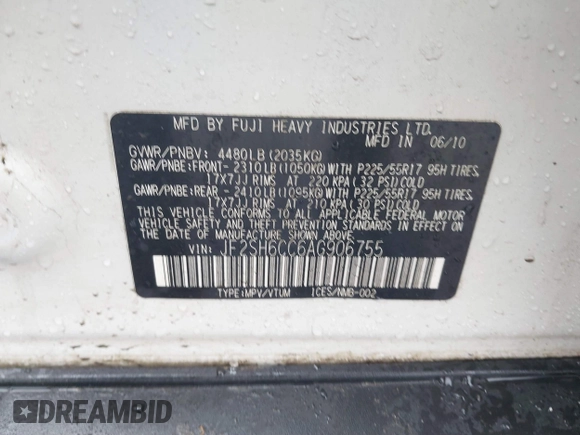 MFD BY FUJI HEAVY INDUSTRIES LTD.
MFD IN 06/10
GVWR/PNBV: 4480LB(2035KG)
GAWR/PNBE:FRONT-2310LB(1050KG)WITH P225/55R17 95H TIRES,
17X7JJ RIMS AT 220 KPA(32 PSI)COLD
GAWR/PNBE:REAR -2410LB(1095KG)WITH P225/55R17 95H TIRES,
17X7JJ RIMS AT 210 KPA(30 PSI)COLD
THIS VEHICLE CONFORMS TO ALL APPLICABLE FEDERAL MOTOR
VEHICLE SAFETY, BUMPER, AND THEFT PREVENTION STANDARDS IN EFFECT ON
THE DATE OF MANUFACTURE SHOWN ABOVE.
VIN: JF2SH6CC6AG906755
TYPE:MPV/VTUM ICES/NMB-002
DREAMBID